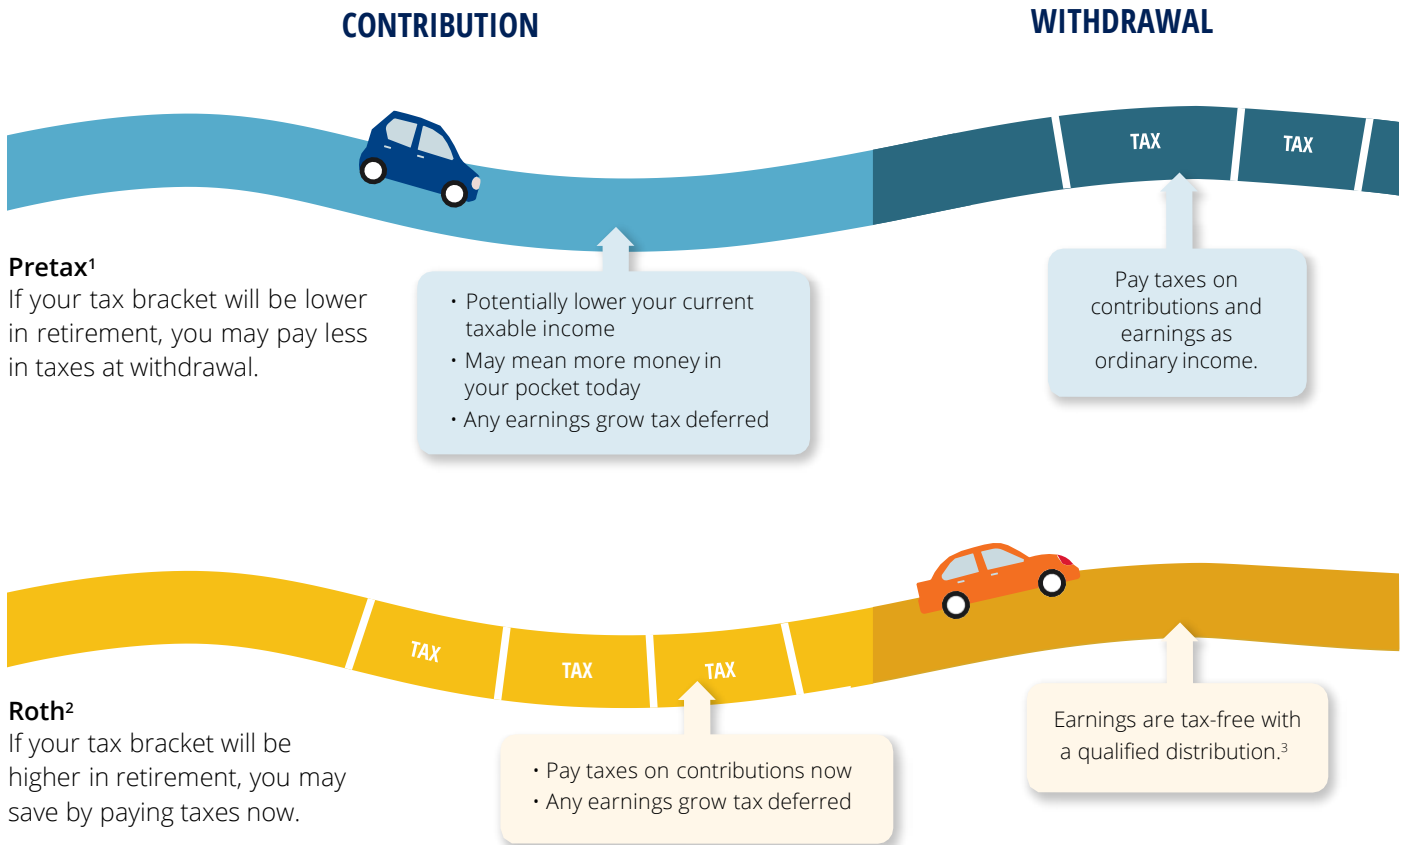 CONTRIBUTION
WITHDRAWAL
TAX
TAX
Pretax¹
If your tax bracket will be lower
in retirement, you may pay less
in taxes at withdrawal.
• Potentially lower your current
taxable income
• May mean more money in
your pocket today
• Any earnings grow tax deferred
Pay taxes on
contributions and
earnings as
ordinary income.
TAX
TAX
TAX
Roth²
If your tax bracket will be
higher in retirement, you may
save by paying taxes now.
• Pay taxes on contributions now
• Any earnings grow tax deferred
Earnings are tax-free with
a qualified distribution.³